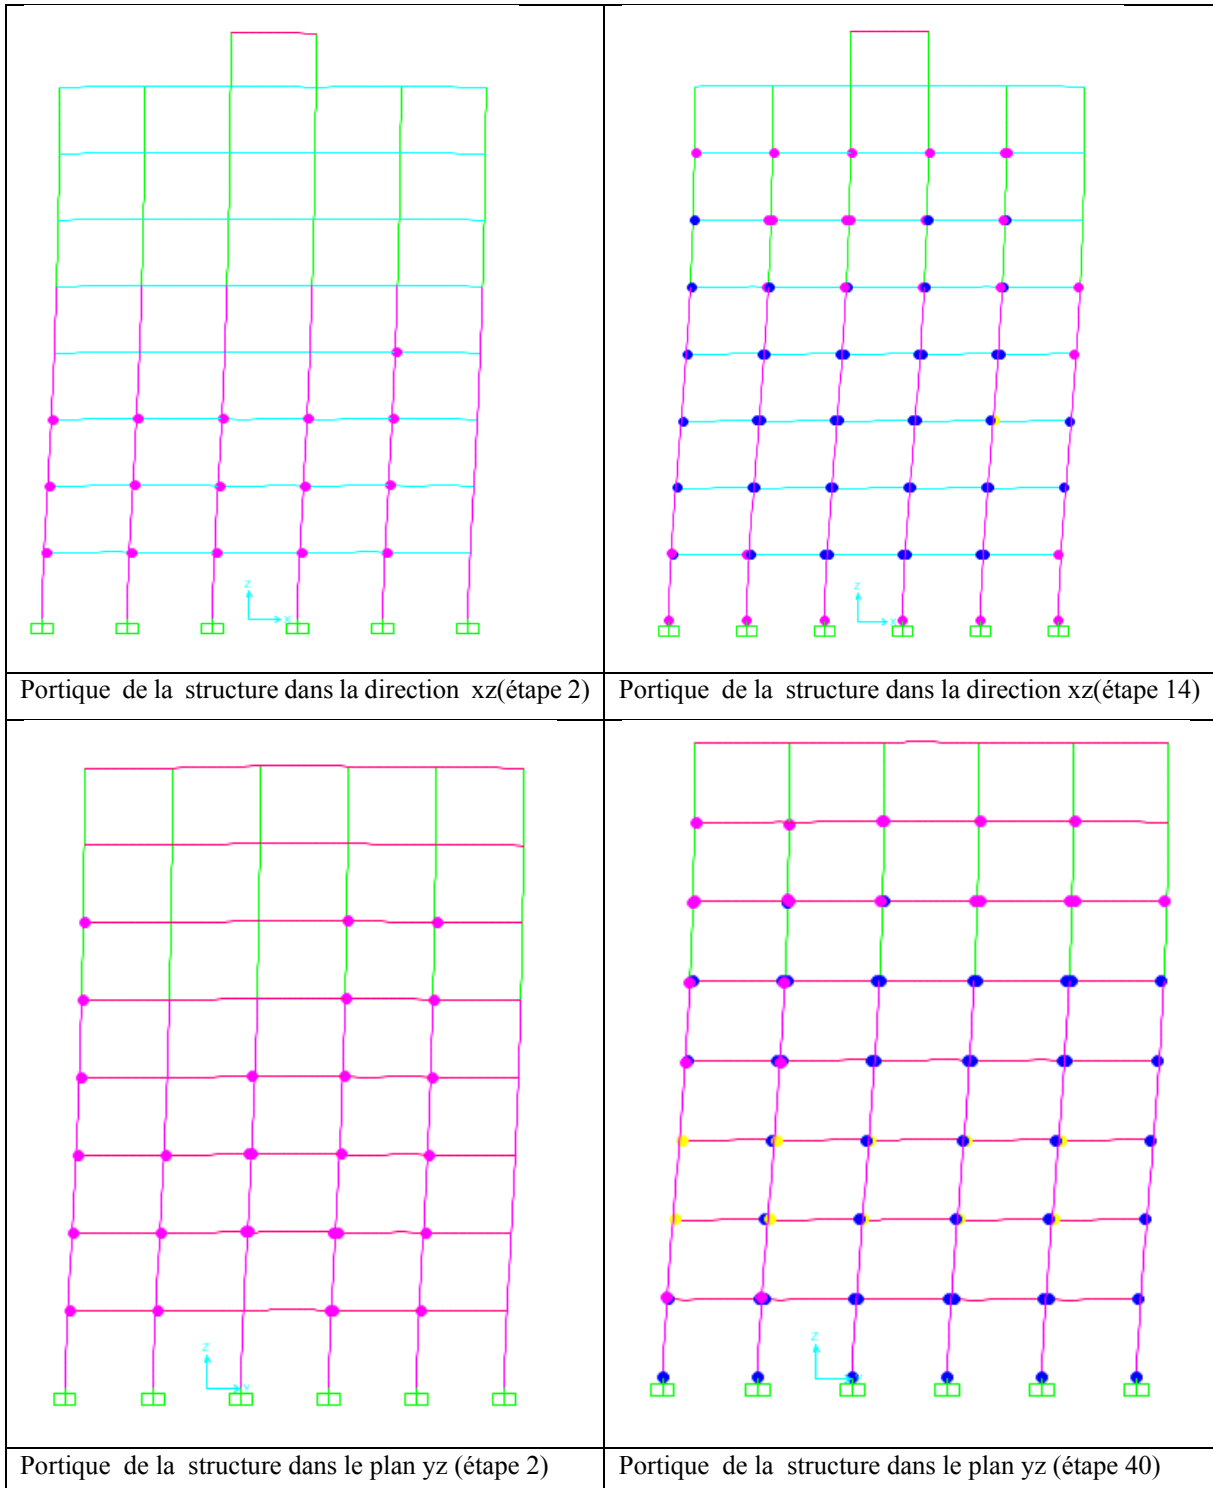 Z
X
Z
X
Portique de la structure dans la direction xz(étape 2)
Portique de la structure dans la direction xz(étape 14)
Z
Y
Z
Portique de la structure dans le plan yz (étape 2)
Portique de la structure dans le plan yz (étape 40)